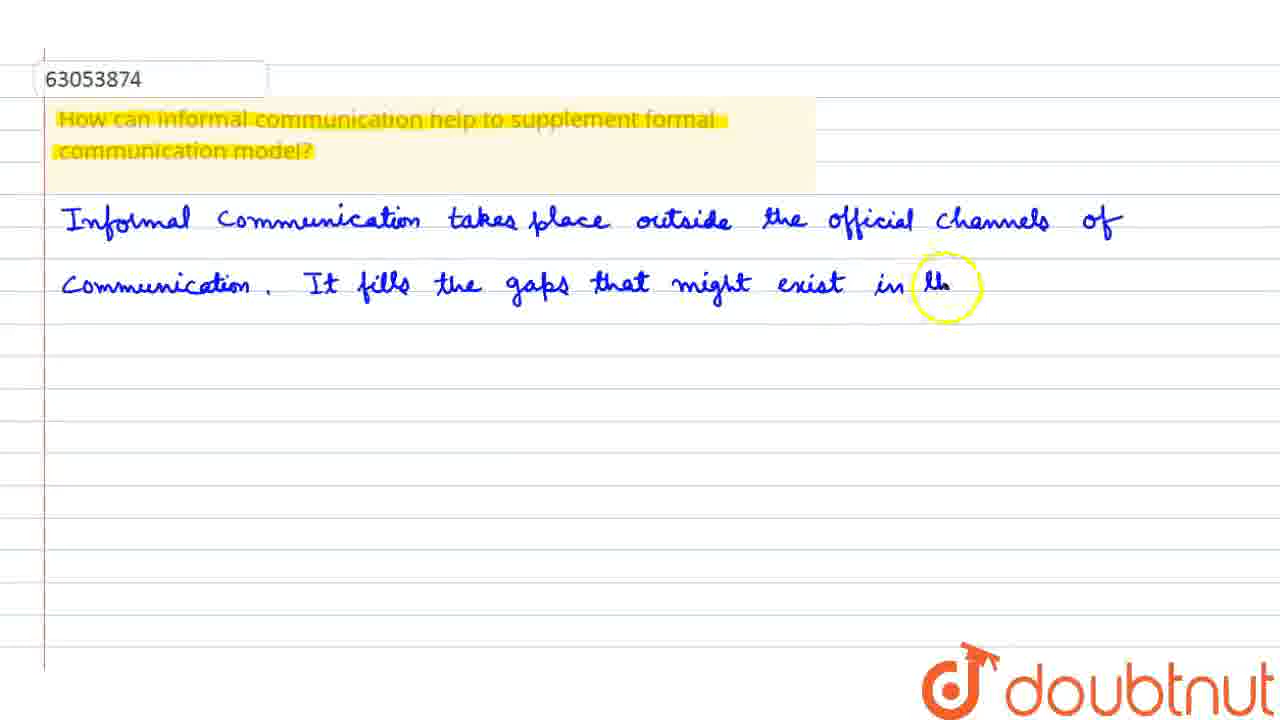 63053874
How can informal communication help to supplement formal
communication model?
Informal communication takes place outside the official channels of
communication. It fills the gaps that might exist in th
doubtnut